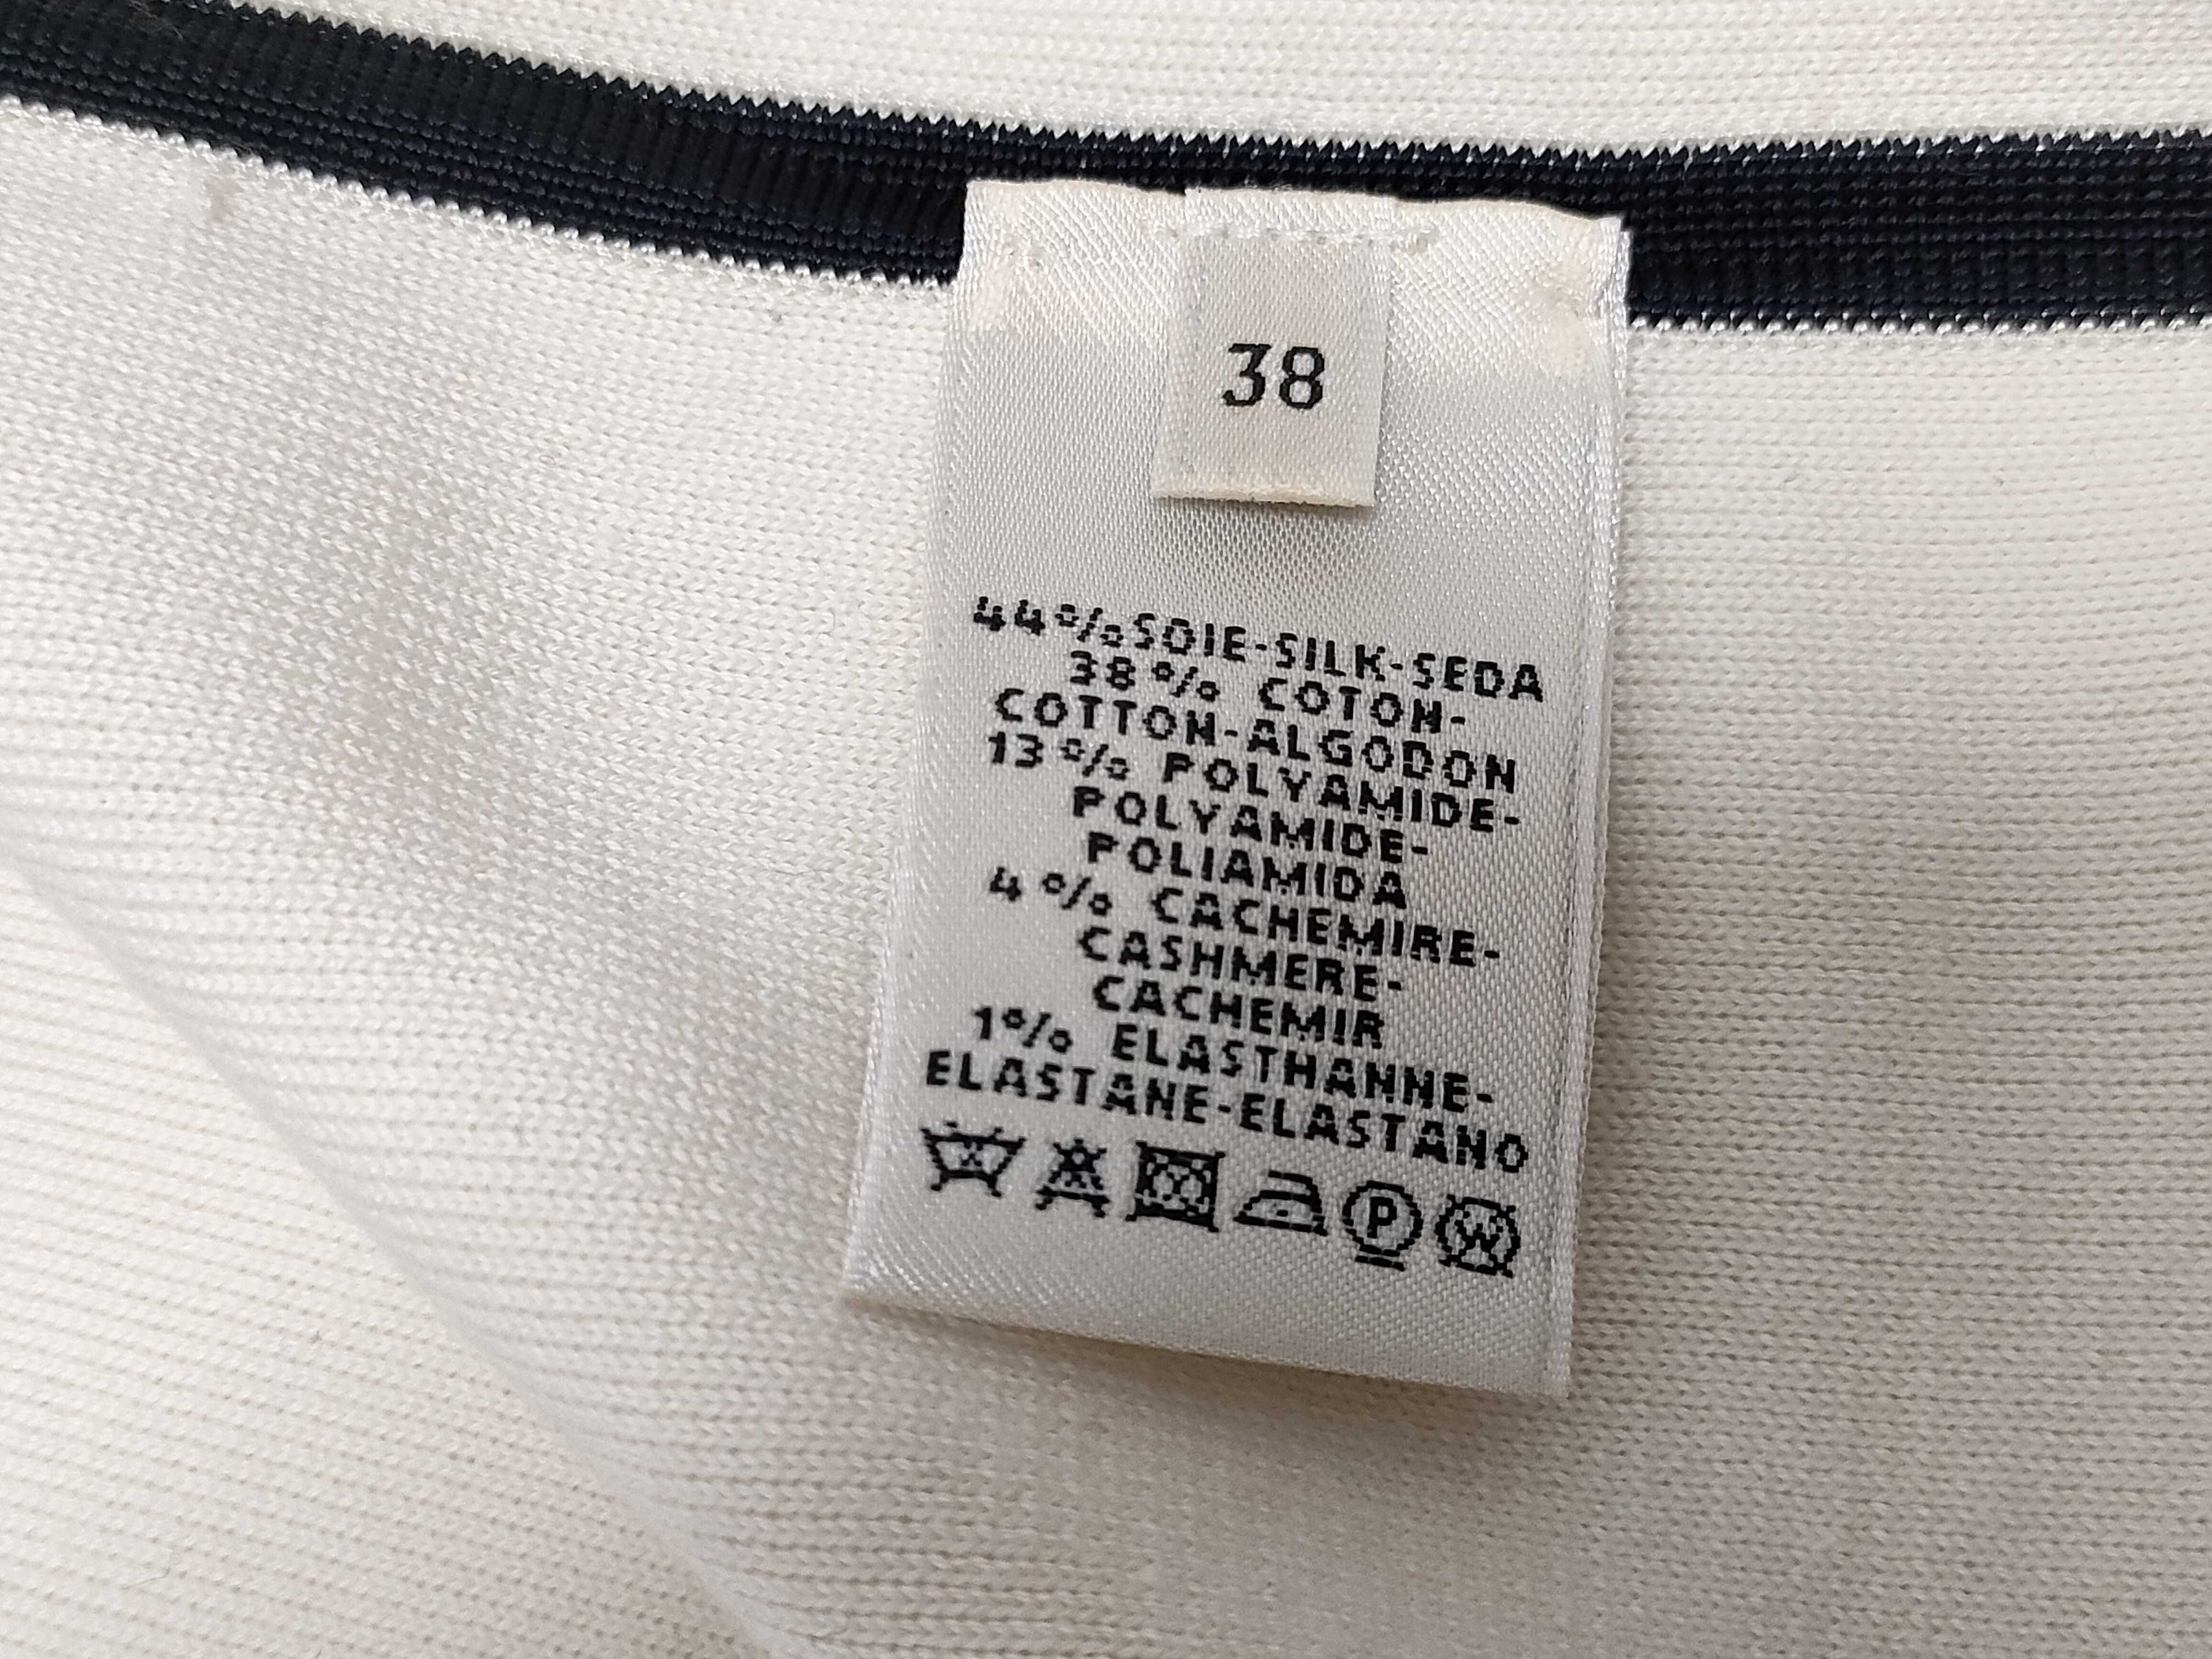 38
44%SOIE-SILK-SEDA
38% COTON-
COTTON-ALGODON
13% POLYAMIDE-
POLYAMIDE-
POLIAMIDA
4% CACHEMIRE-
CASHMERE-
CACHEMIR
1% ELASTHANNE-
ELASTANE-ELASTANO
P W